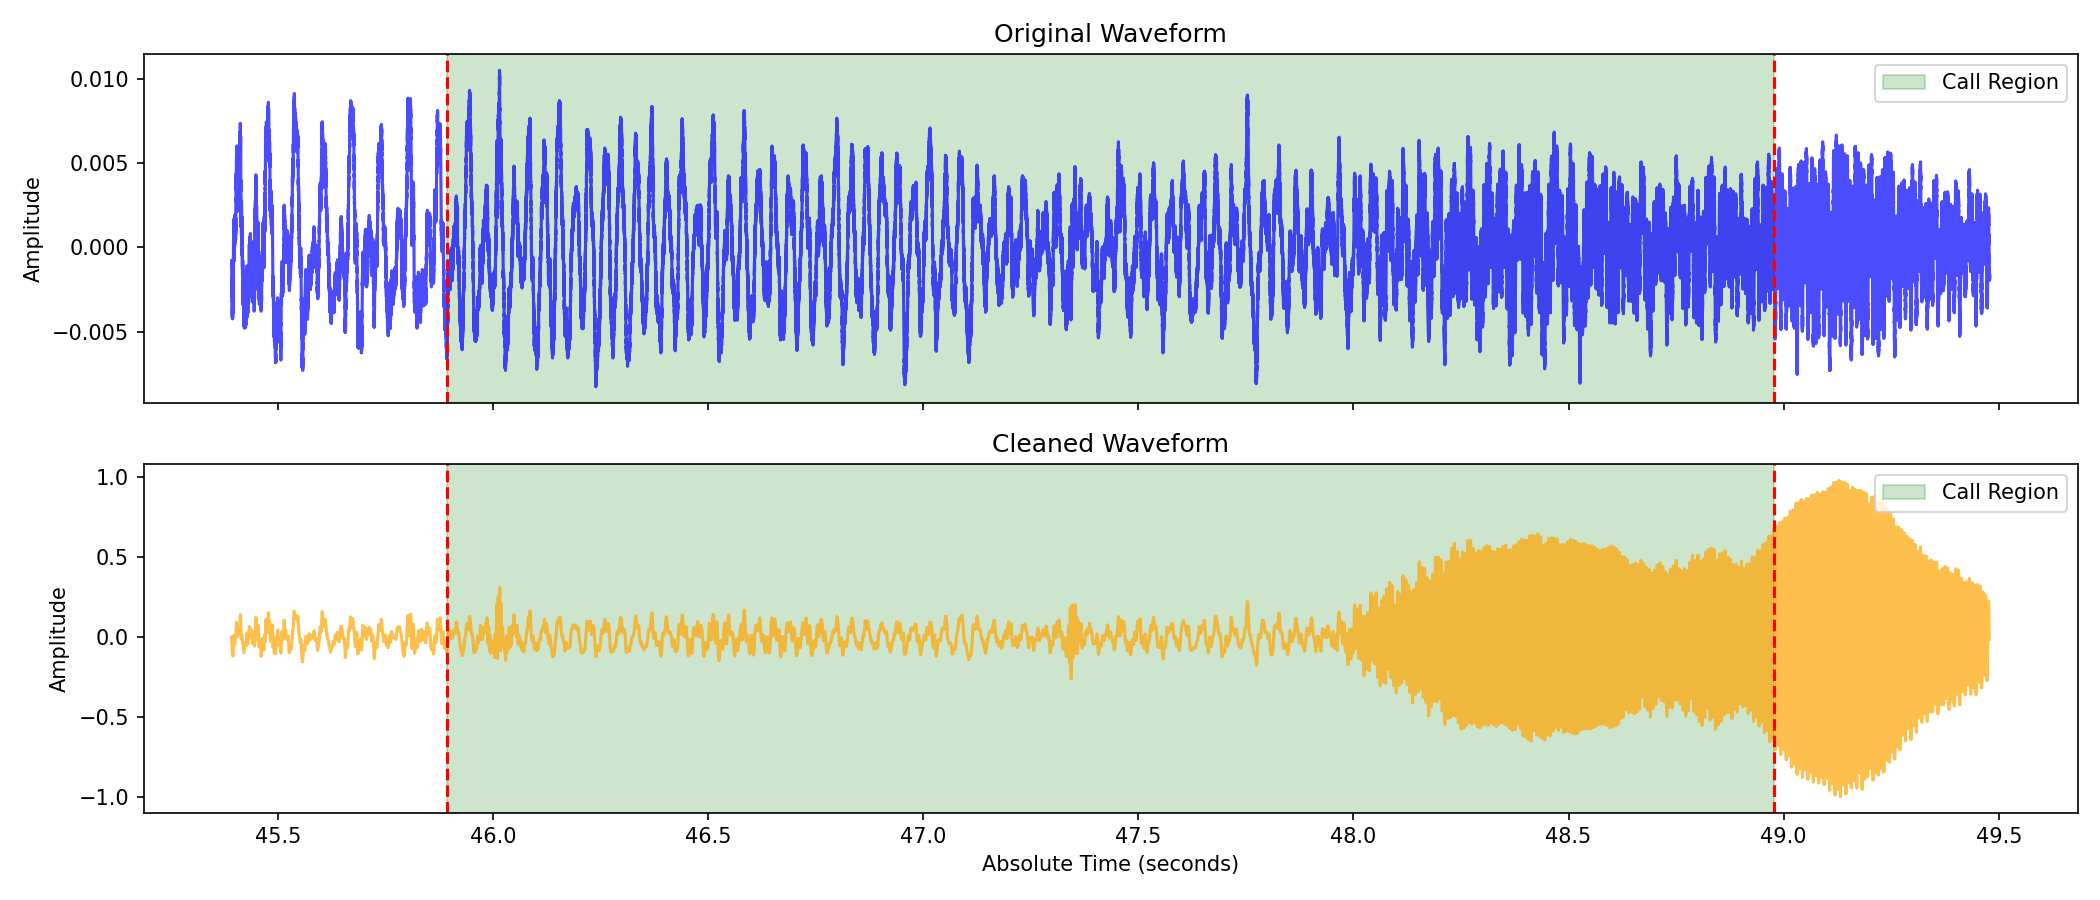 Original Waveform
Amplitude
0.010
0.005
0.000
−0.005
Call Region
Cleaned Waveform
Amplitude
1.0
0.5
0.0
−0.5
−1.0
Call Region
45.5 46.0 46.5 47.0 47.5 48.0 48.5 49.0 49.5
Absolute Time (seconds)